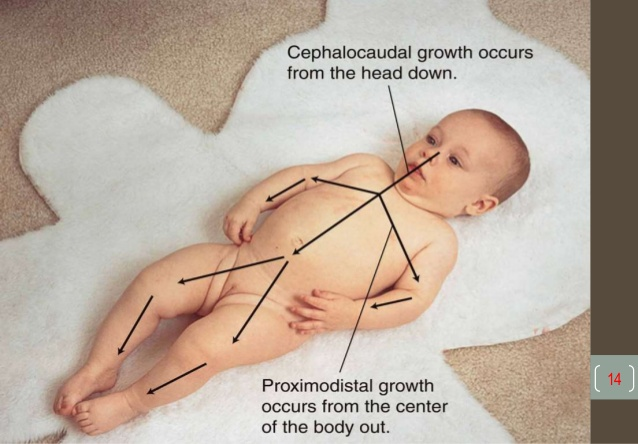 Cephalocaudal growth occurs
from the head down.
Proximodistal growth
occurs from the center
of the body out.
14